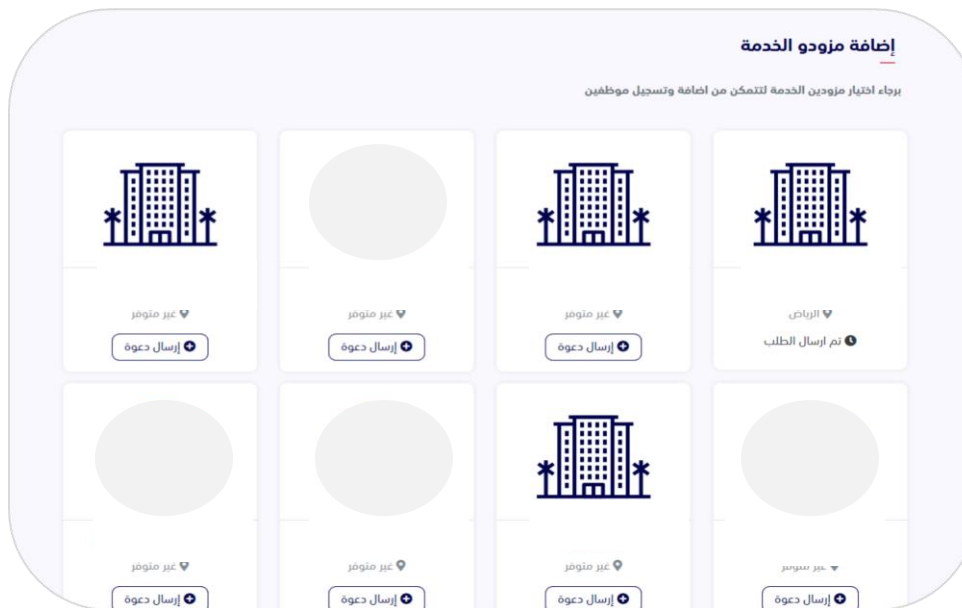 إضافة مزودو الخدمة
برجاء اختيار مزودين الخدمة لتتمكن من اضافة وتسجيل موظفين
الرياض
تم ارسال الطلب
غير متوفر
إرسال دعوة
غير متوفر
إرسال دعوة
غير متوفر
إرسال دعوة
غير متوفر
إرسال دعوة
غير متوفر
إرسال دعوة
غير متوفر
إرسال دعوة
غير متوفر
إرسال دعوة